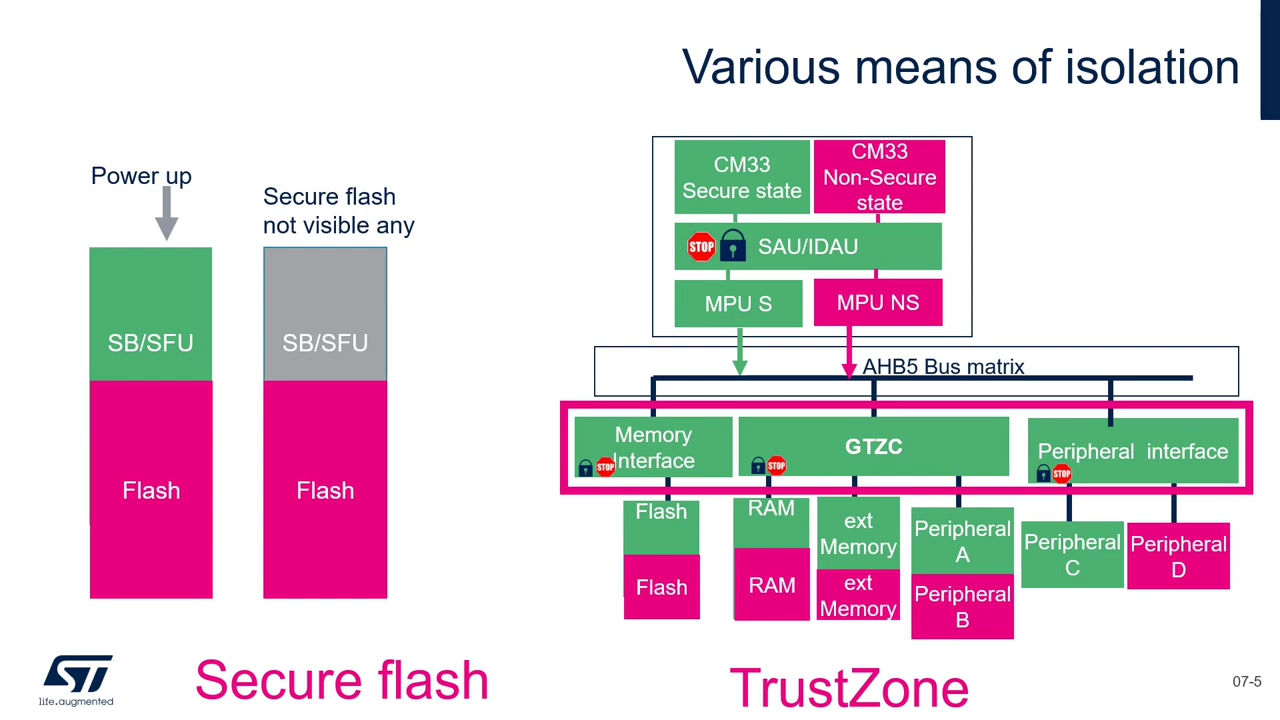 Various means of isolation
Power up
Secure flash
not visible any
SB/SFU
SB/SFU
Flash
Flash
Secure flash
CM33
Secure state
CM33
Non-Secure
state
STOP
SAU/IDAU
MPU S
MPU NS
AHB5 Bus matrix
Memory
Interface
STOP
GTZC
STOP
Peripheral interface
STOP
Flash
Flash
RAM
RAM
ext
Memory
ext
Memory
Peripheral
A
Peripheral
B
Peripheral
C
Peripheral
D
TrustZone
ST
life.augmented
07-5